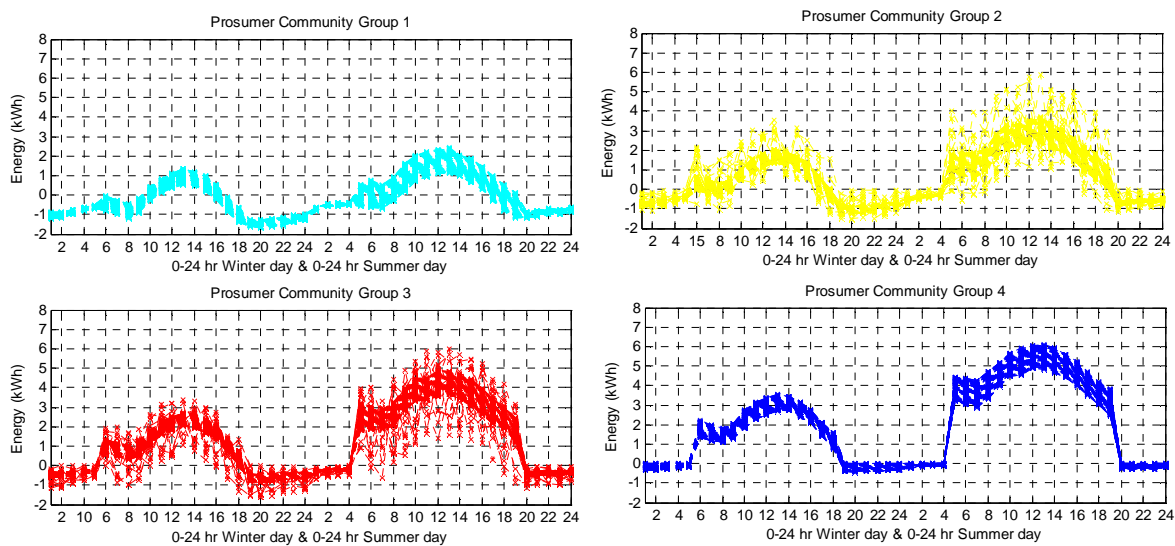 Prosumer Community Group 1
8
7
6
5
4
3
2
1
0
-1
-2
Energy (kWh)
2 4 6 8 10 12 14 16 18 20 22 24 2 4 6 8 10 12 14 16 18 20 22 24
0-24 hr Winter day & 0-24 hr Summer day
Prosumer Community Group 2
8
7
6
5
4
3
2
1
0
-1
-2
Energy (kWh)
2 4 15 8 10 12 14 16 18 20 22 24 2 4 6 8 10 12 14 16 18 20 22 24
0-24 hr Winter day & 0-24 hr Summer day
Prosumer Community Group 3
8
7
6
5
4
3
2
1
0
-1
-2
Energy (kWh)
2 10 6 8 10 12 14 16 18 20 22 24 2 4 6 8 10 12 14 16 18 20 22 24
0-24 hr Winter day & 0-24 hr Summer day
Prosumer Community Group 4
8
7
6
5
4
3
2
1
0
-1
-2
Energy (kWh)
2 4 6 8 10 12 14 16 18 20 22 24 2 4 6 8 10 12 14 16 18 20 22 24
0-24 hr Winter day & 0-24 hr Summer day